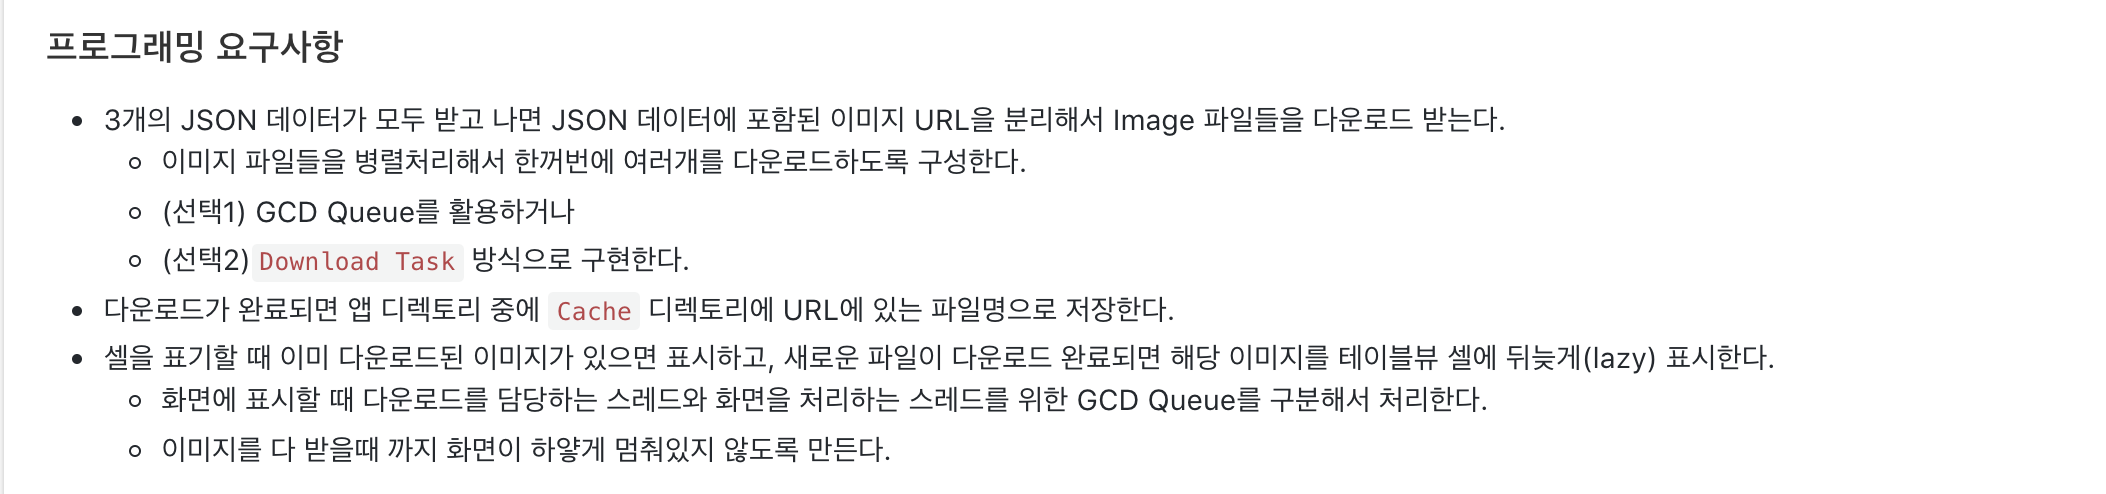 프로그래밍 요구사항
3개의 JSON 데이터가 모두 받고 나면 JSON 데이터에 포함된 이미지 URL을 분리해서 Image 파일들을 다운로드 받는다.
이미지 파일들을 병렬처리해서 한꺼번에 여러개를 다운로드하도록 구성한다.
(선택1) GCD Queue를 활용하거나
(선택2) Download Task 방식으로 구현한다.
다운로드가 완료되면 앱 디렉토리 중에 Cache 디렉토리에 URL에 있는 파일명으로 저장한다.
셀을 표기할 때 이미 다운로드된 이미지가 있으면 표시하고, 새로운 파일이 다운로드 완료되면 해당 이미지를 테이블뷰 셀에 뒤늦게(lazy) 표시한다.
화면에 표시할 때 다운로드를 담당하는 스레드와 화면을 처리하는 스레드를 위한 GCD Queue를 구분해서 처리한다.
이미지를 다 받을때 까지 화면이 하얗게 멈춰있지 않도록 만든다.